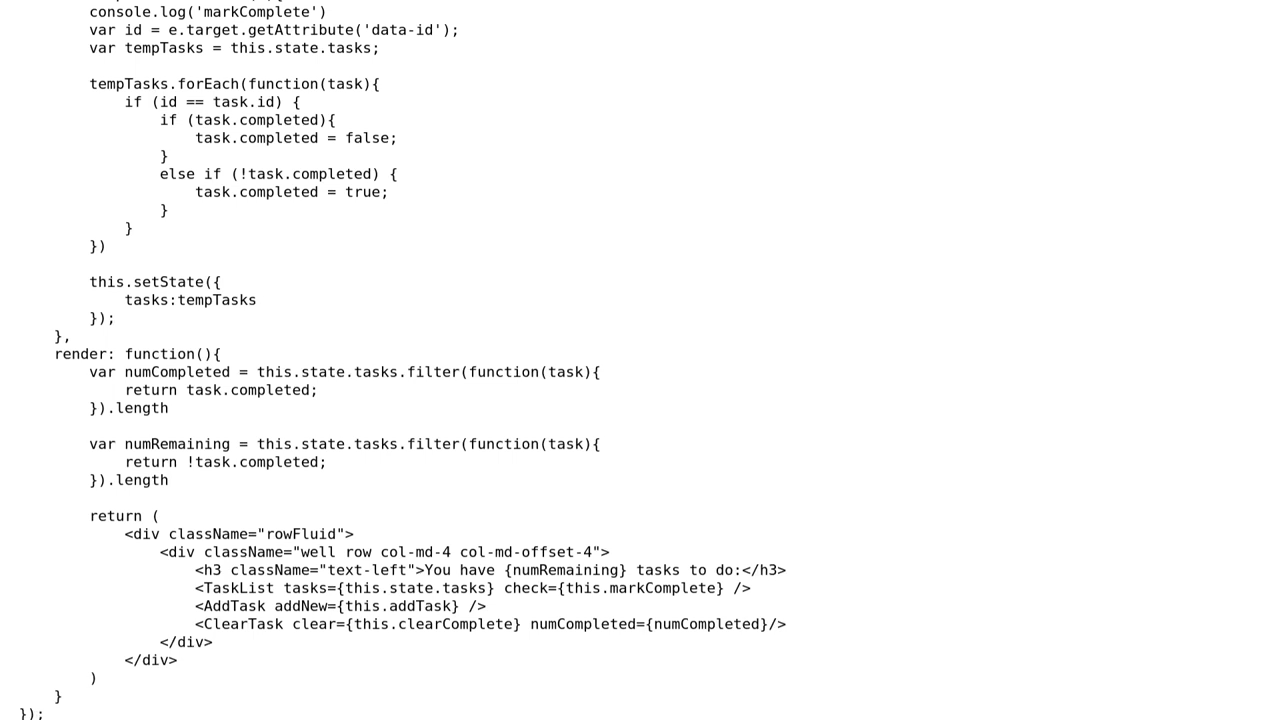 console.log('markComplete')
var id = e.target.getAttribute('data-id');
var tempTasks = this.state.tasks;
tempTasks.forEach(function(task){
if (id == task.id) {
if (task.completed){
task.completed = false;
}
else if (!task.completed) {
task.completed = true;
}
}
})
this.setState({
tasks:tempTasks
});
},
render: function(){
var numCompleted = this.state.tasks.filter(function(task){
return task.completed;
}).length
var numRemaining = this.state.tasks.filter(function(task){
return !task.completed;
}).length
return (
<div className="rowFluid">
<div className="well row col-md-4 col-md-offset-4">
<h3 className="text-left">You have {numRemaining} tasks to do:</h3>
<TaskList tasks={this.state.tasks} check={this.markComplete} />
<AddTask addNew={this.addTask} />
<ClearTask clear={this.clearComplete} numCompleted={numCompleted}/>
</div>
</div>
)
}
});